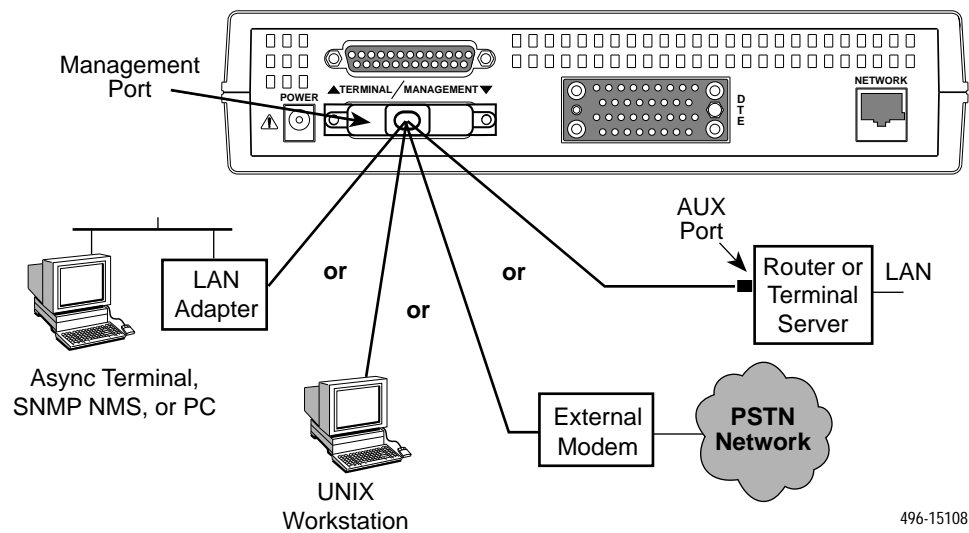 Management
Port
POWER
▲TERMINAL / MANAGEMENT▼
DTE
NETWORK
AUX
Port
or
or
or
LAN
Adapter
Router or
Terminal
Server
LAN
Async Terminal,
SNMP NMS, or PC
UNIX
Workstation
External
Modem
PSTN
Network
496-15108